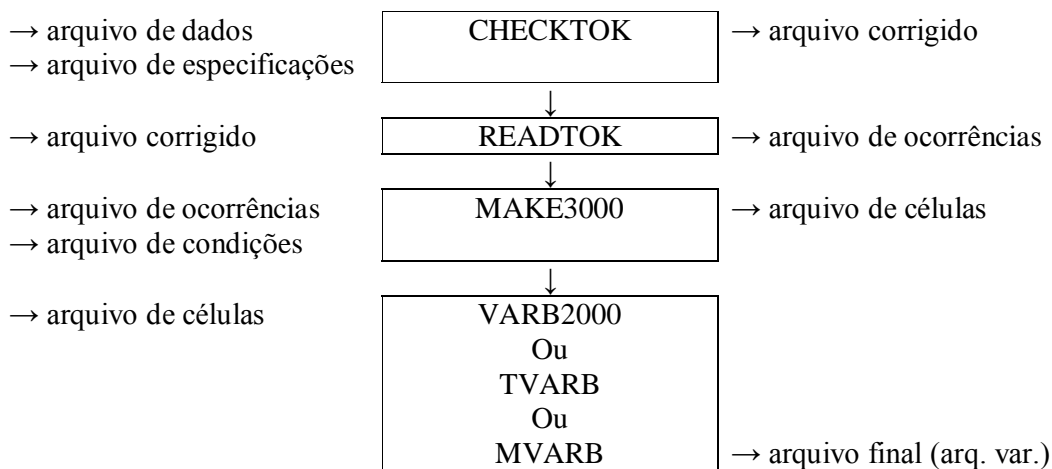 → arquivo de dados CHECKTOK → arquivo corrigido
→ arquivo de especificações
↓
→ arquivo corrigido READTOK → arquivo de ocorrências
↓
→ arquivo de ocorrências MAKE3000 → arquivo de células
→ arquivo de condições
↓
→ arquivo de células VARB2000
Ou
TVARB
Ou
MVARB → arquivo final (arq. var.)